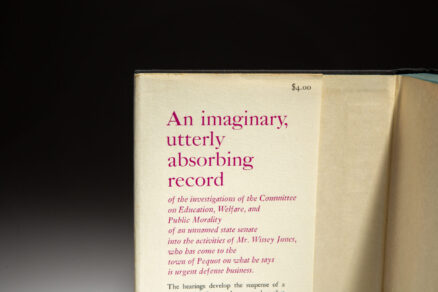 $4.00
An imaginary,
utterly
absorbing
record
of the investigations of the Committee
on Education, Welfare, and
Public Morality
of an unnamed state senate
into the activities of Mr. Wissey Jones,
who has come to the
town of Pequot on what he says
is urgent defense business.
The hearings develop the suspense of a